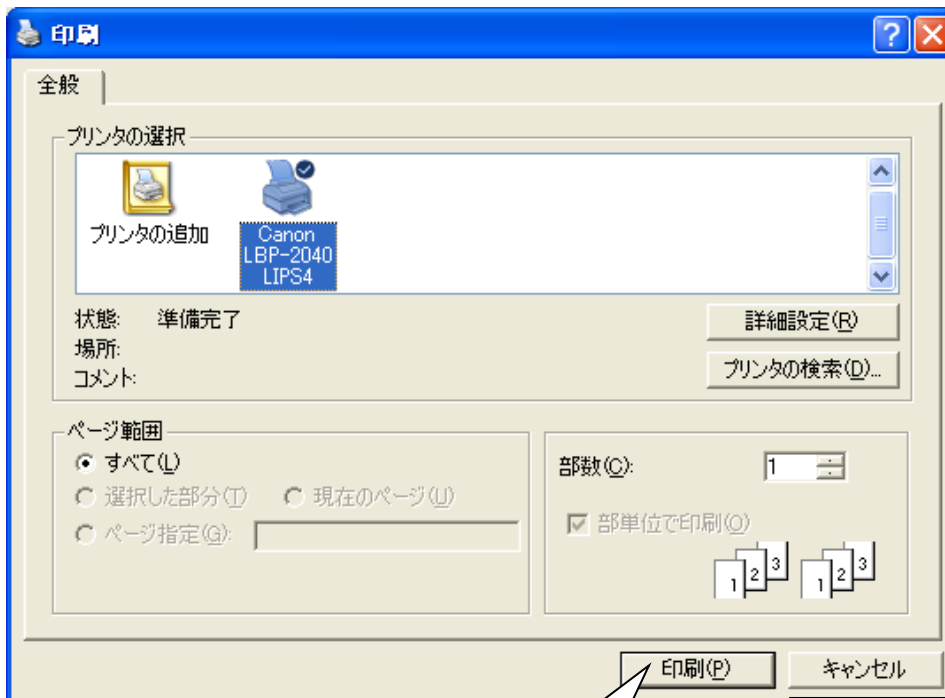 印刷
全般
プリンタの選択
プリンタの追加
Canon
LBP-2040
LIPS4
状態: 準備完了
場所:
コメント:
詳細設定(R)
プリンタの検索(D)...
ページ範囲
すべて(L)
選択した部分(T) 現在のページ(U)
ページ指定(G):
部数(C): 1
部単位で印刷(O)
1 2 3 1 2 3
印刷(P) キャンセル